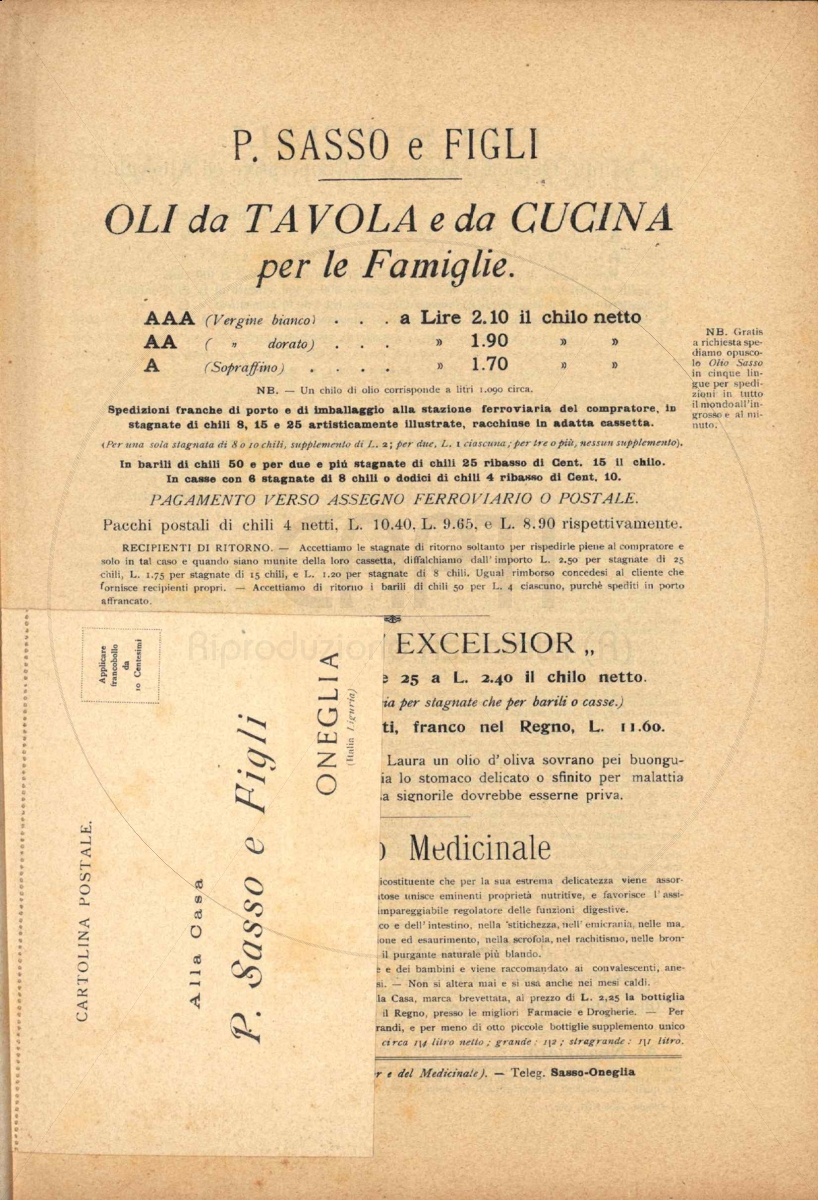 P. SASSO e FIGLI
OLI da TAVOLA e da CUCINA
per le Famiglie.
AAA (Vergine bianco) . . . a Lire 2.10 il chilo netto
AA ( „ dorato) . . . » 1.90 » »
A (Sopraffino) . . . . » 1.70 » »
NB. — Un chilo di olio corrisponde a litri 1.090 circa.
NB. Gratis
a richiesta spe-
diamo opusco-
lo Olio Sasso
in cinque lin-
gue per spedi-
zioni in tutto
il mondo all'in-
grosso e al mi-
nuto.
Spedizioni franche di porto e di imballaggio alla stazione ferroviaria del compratore, in
stagnate di chili 8, 15 e 25 artisticamente illustrate, racchinse in adatta cassetta.
(Per una sola stagnata di 8 o 10 chili, supplemento di L. 2; per due, L. 1 ciascuna; per tre o più, nessun supplemento).
In barili di chili 50 e per due e più stagnate di chili 25 ribasso di Cent. 15 il chilo.
In casse con 6 stagnate di 8 chili o dodici di chili 4 ribasso di Cent. 10.
PAGAMENTO VERSO ASSEGNO FERROVIARIO O POSTALE.
Pacchi postali di chili 4 netti, L. 10.40, L. 9.65, e L. 8.90 rispettivamente.
RECIPIENTI DI RITORNO. — Accettiamo le stagnate di ritorno soltanto per rispedirle piene al compratore e
solo in tal caso e quando siano munite della loro cassetta, diffalchiamo dall' importo L. 2.50 per stagnate di 25
chili, L. 1.75 per stagnate di 15 chili, e L. 1.20 per stagnate di 8 chili. Ugual rimborso concedesi al cliente che
fornisce recipienti propri. — Accettiamo di ritorno i barili di chili 50 per L. 4 ciascuno, purchè spediti in porto
affrancato.
EXCELSIOR „
e 25 a L. 2.40 il chilo netto.
ia per stagnate che per barili o casse.)
ti, franco nel Regno, L. 11.60.
Laura un olio d' oliva sovrano pei buongu-
ia lo stomaco delicato o sfinito per malattia
a signorile dovrebbe esserne priva.
o Medicinale
icostituente che per la sua estrema delicatezza viene assor-
tose unisce eminenti proprietà nutritive, e favorisce l' assi-
impareggiabile regolatore delle funzioni digestive.
co e dell' intestino, nella 'stitichezza, nell' emicrania, nelle ma-
one ed esaurimento, nella scrofola, nel rachitismo, nelle bron-
il purgante naturale più blando.
e e dei bambini e viene raccomandato ai convalescenti, ane-
si. — Non si altera mai e si usa anche nei mesi caldi.
la Casa, marca brevettata, al prezzo di L. 2,25 la bottiglia
il Regno, presso le migliori Farmacie e Drogherie. — Per
randi, e per meno di otto piccole bottiglie supplemento unico
circa 1|4 litro netto; grande: 1|2; stragrande: 1|1 litro.
r e del Medicinale). — Teleg. Sasso-Oneglia
CARTOLINA POSTALE.
Applicare
francobollo
da
10 Centesimi
Alla Casa
P. Sasso e Figli
ONEGLIA
(Italia Liguria)